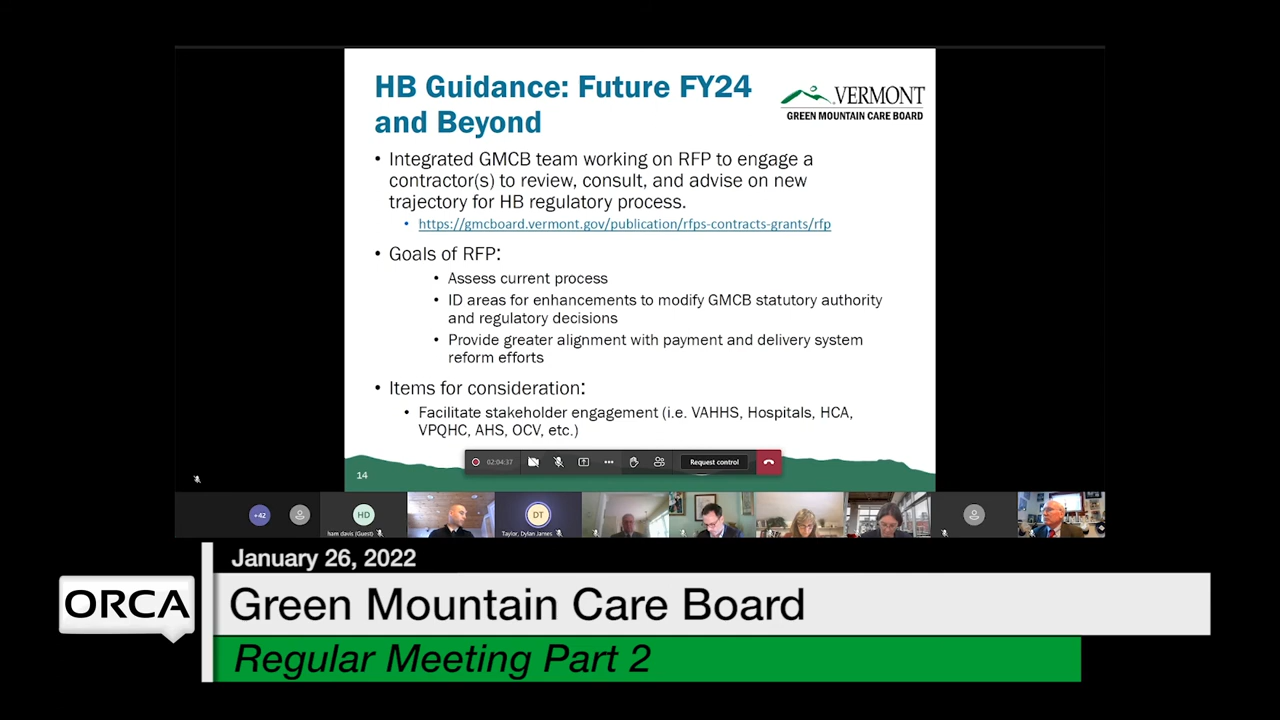 HB Guidance: Future FY24
and Beyond
VERMONT
GREEN MOUNTAIN CARE BOARD
• Integrated GMCB team working on RFP to engage a
contractor(s) to review, consult, and advise on new
trajectory for HB regulatory process.
• https://gmcboard.vermont.gov/publication/rfps-contracts-grants/rfp
• Goals of RFP:
• Assess current process
• ID areas for enhancements to modify GMCB statutory authority
and regulatory decisions
• Provide greater alignment with payment and delivery system
reform efforts
• Items for consideration:
• Facilitate stakeholder engagement (i.e. VAHHS, Hospitals, HCA,
VPQHC, AHS, OCV, etc.)
02:04:37
Request control
14
+42
HD
DT
ham davis (Guest)
Taylor, Dylan James
January 26, 2022
ORCA
Green Mountain Care Board
Regular Meeting Part 2